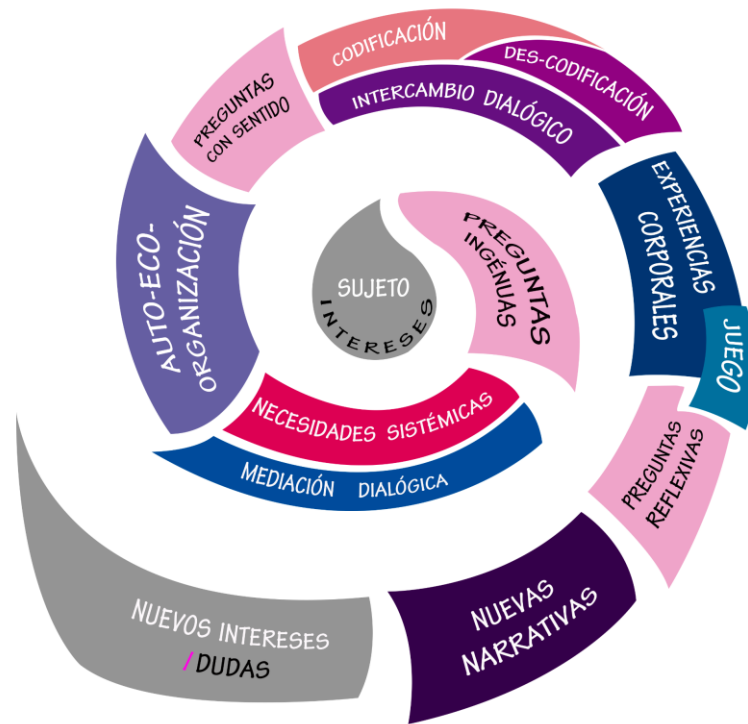 SUJETO
INTERESES
PREGUNTAS
INGÉNUAS
NECESIDADES SISTÉMICAS
MEDIACIÓN DIALÓGICA
AUTO-ECO-
ORGANIZACIÓN
PREGUNTAS
CON SENTIDO
CODIFICACIÓN
DES-CODIFICACIÓN
INTERCAMBIO DIALÓGICO
EXPERIENCIAS
CORPORALES
JUEGO
PREGUNTAS
REFLEXIVAS
NUEVAS
NARRATIVAS
NUEVOS INTERESES
/ DUDAS